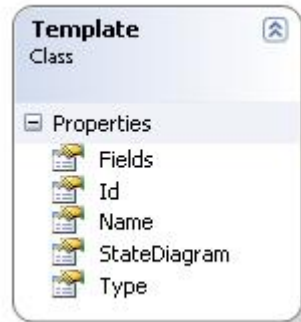 Template
Class
Properties
Fields
Id
Name
StateDiagram
Type